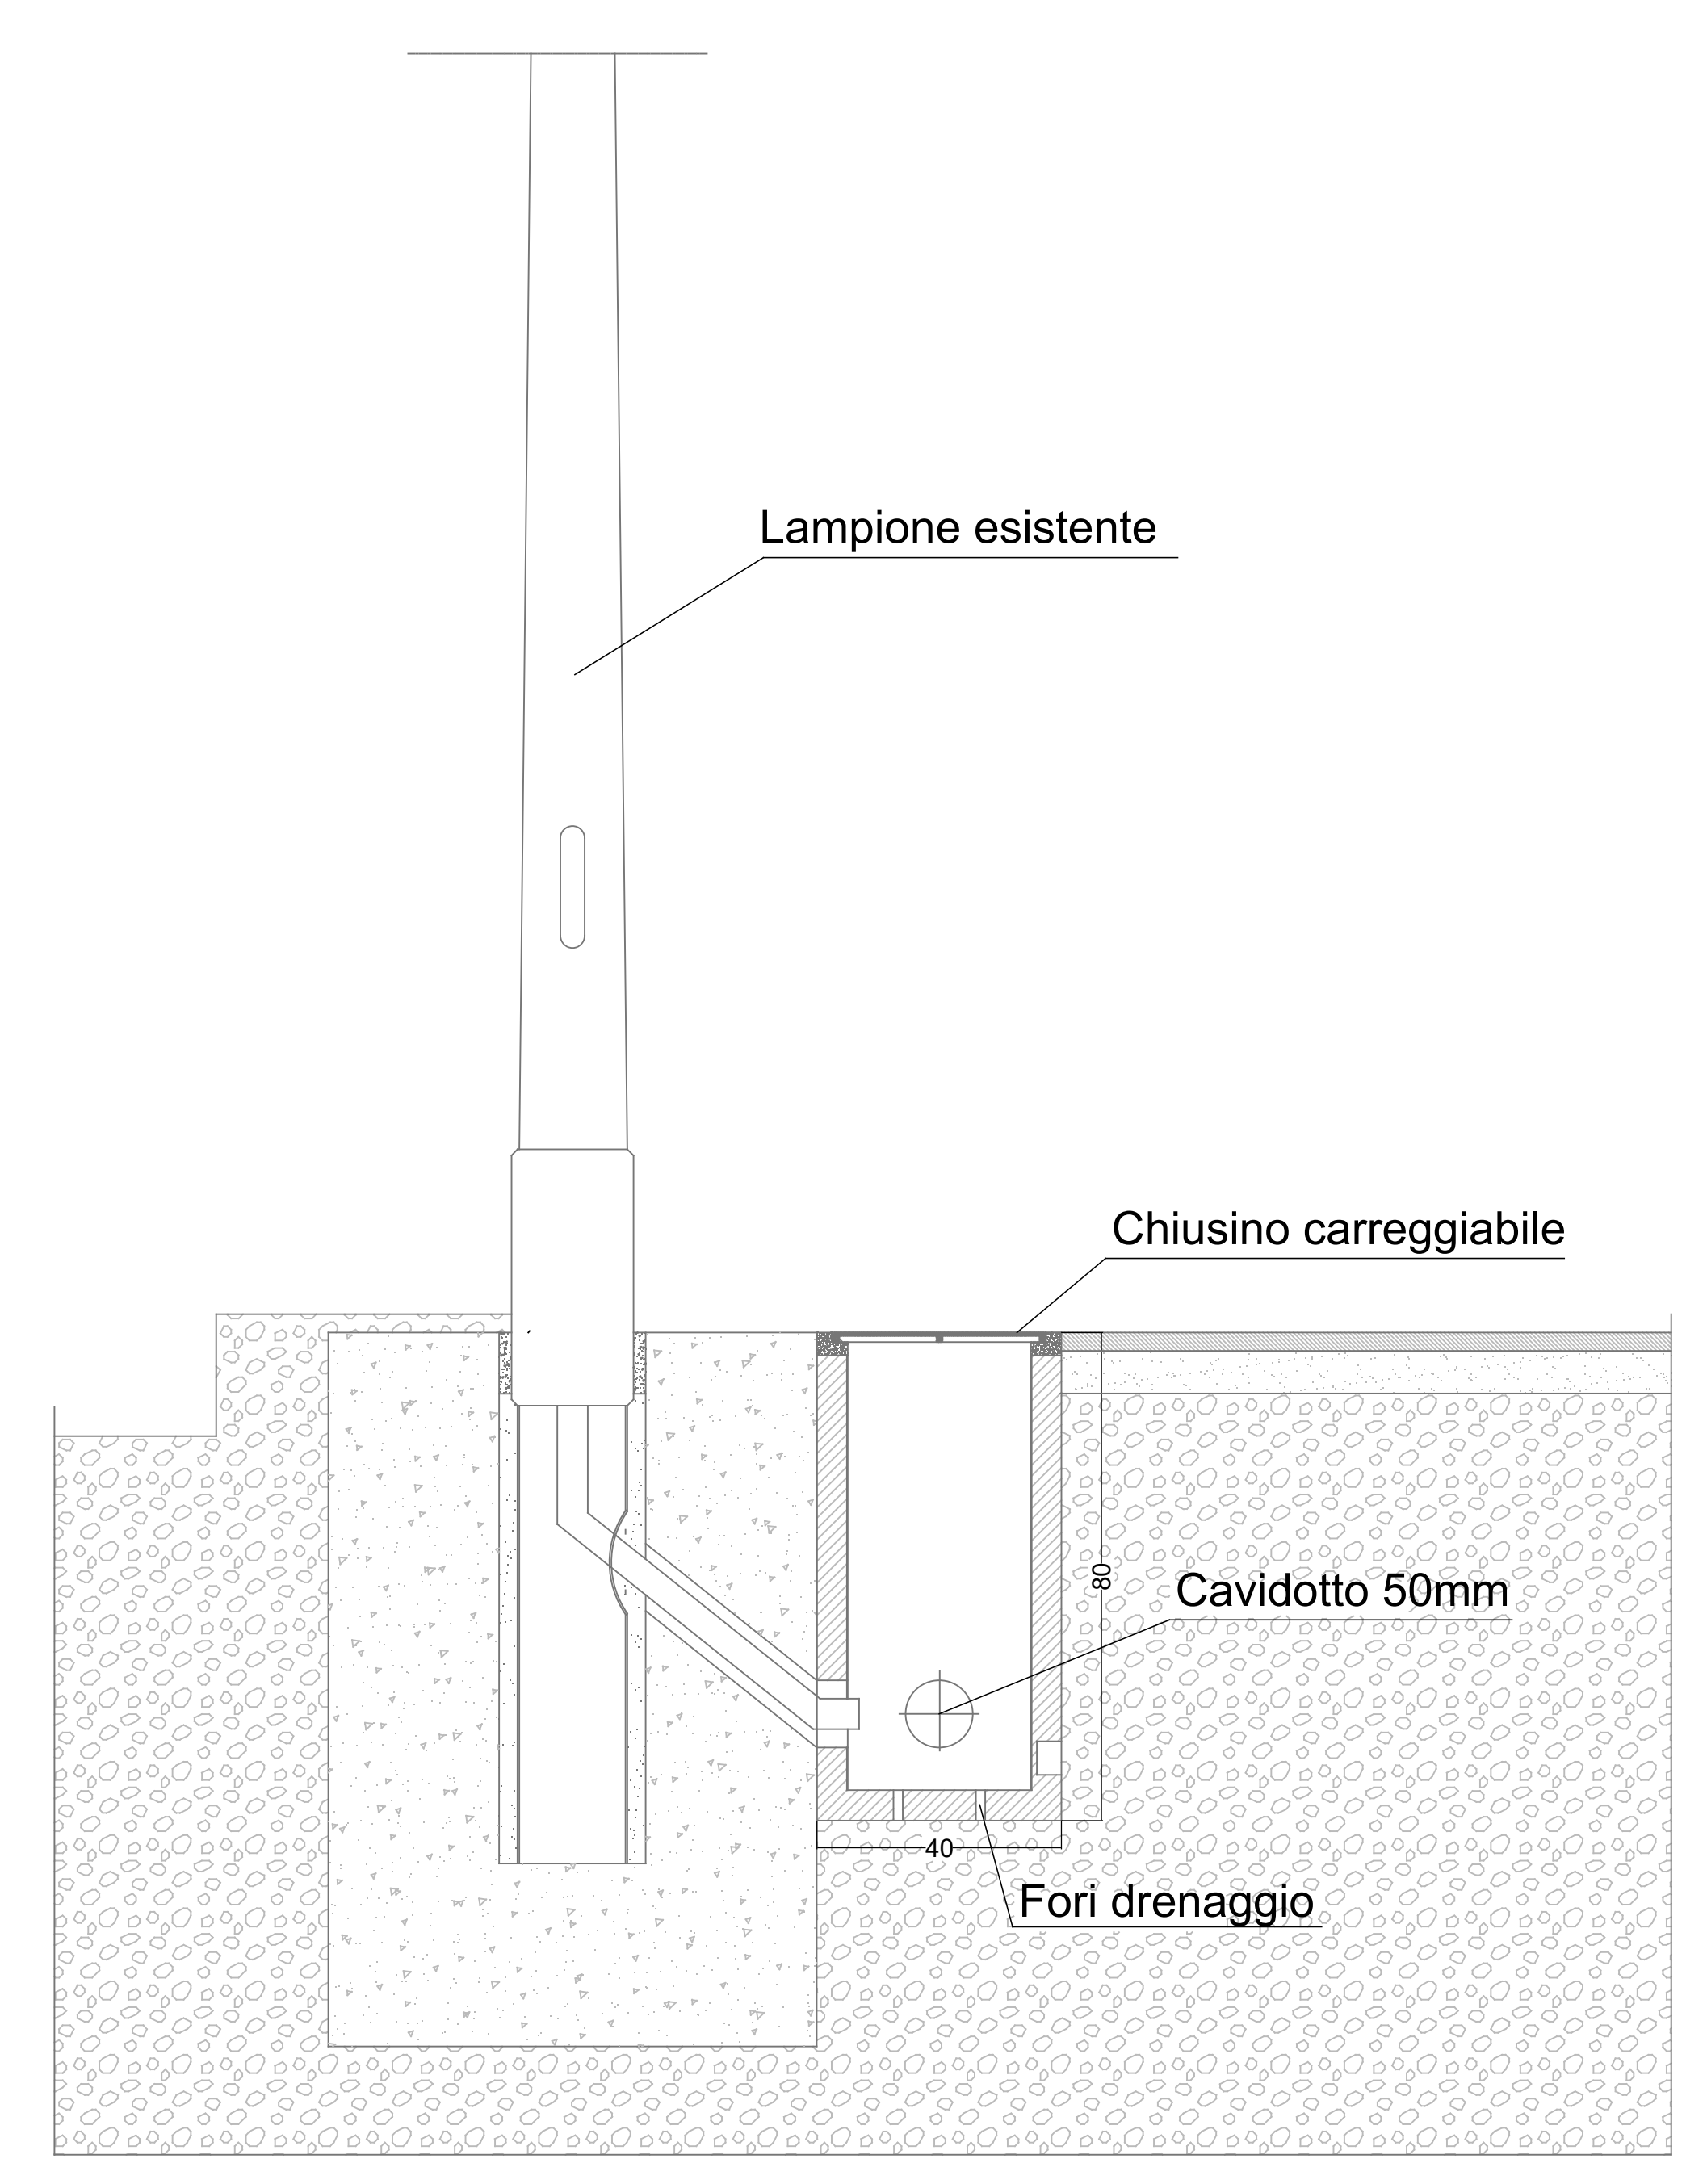 Lampione esistente
Chiusino carreggiabile
80
Cavidotto 50mm
40
Fori drenaggio